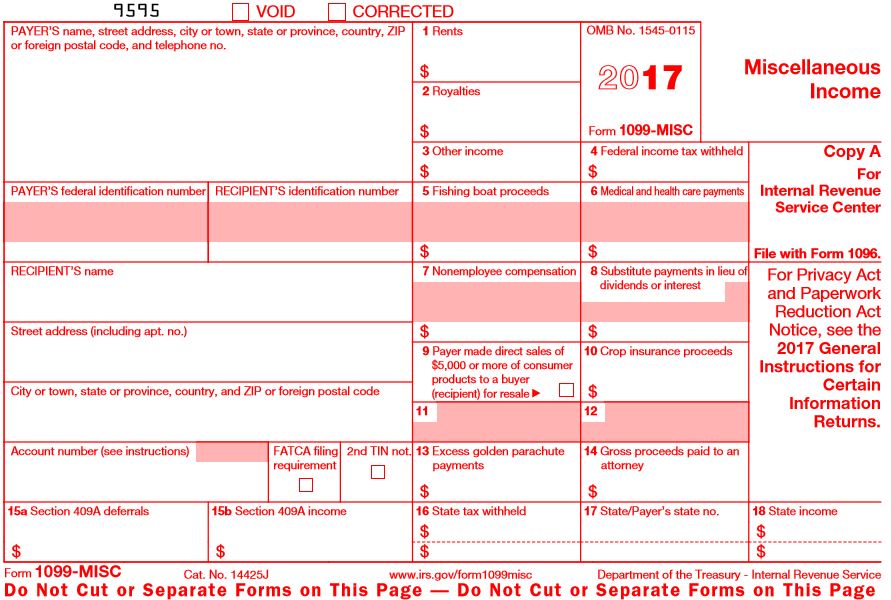 9595
VOID
CORRECTED
PAYER'S name, street address, city or town, state or province, country, ZIP
or foreign postal code, and telephone no.
1 Rents
$
2 Royalties
$
OMB No. 1545-0115
2017
Form 1099-MISC
Miscellaneous
Income
3 Other income
$
4 Federal income tax withheld
$
Copy A
For
Internal Revenue
Service Center
File with Form 1096.
PAYER'S federal identification number
RECIPIENT'S identification number
5 Fishing boat proceeds
$
6 Medical and health care payments
$
RECIPIENT'S name
7 Nonemployee compensation
$
8 Substitute payments in lieu of
dividends or interest
$
For Privacy Act
and Paperwork
Reduction Act
Notice, see the
2017 General
Instructions for
Certain
Information
Returns.
Street address (including apt. no.)
9 Payer made direct sales of
$5,000 or more of consumer
products to a buyer
(recipient) for resale ▶
10 Crop insurance proceeds
$
City or town, state or province, country, and ZIP or foreign postal code
11
12
Account number (see instructions)
FATCA filing
requirement
2nd TIN not.
13 Excess golden parachute
payments
$
14 Gross proceeds paid to an
attorney
$
15a Section 409A deferrals
$
15b Section 409A income
$
16 State tax withheld
$
$
17 State/Payer's state no.
18 State income
$
$
Form 1099-MISC
Cat. No. 14425J
www.irs.gov/form1099misc
Department of the Treasury - Internal Revenue Service
Do Not Cut or Separate Forms on This Page — Do Not Cut or Separate Forms on This Page